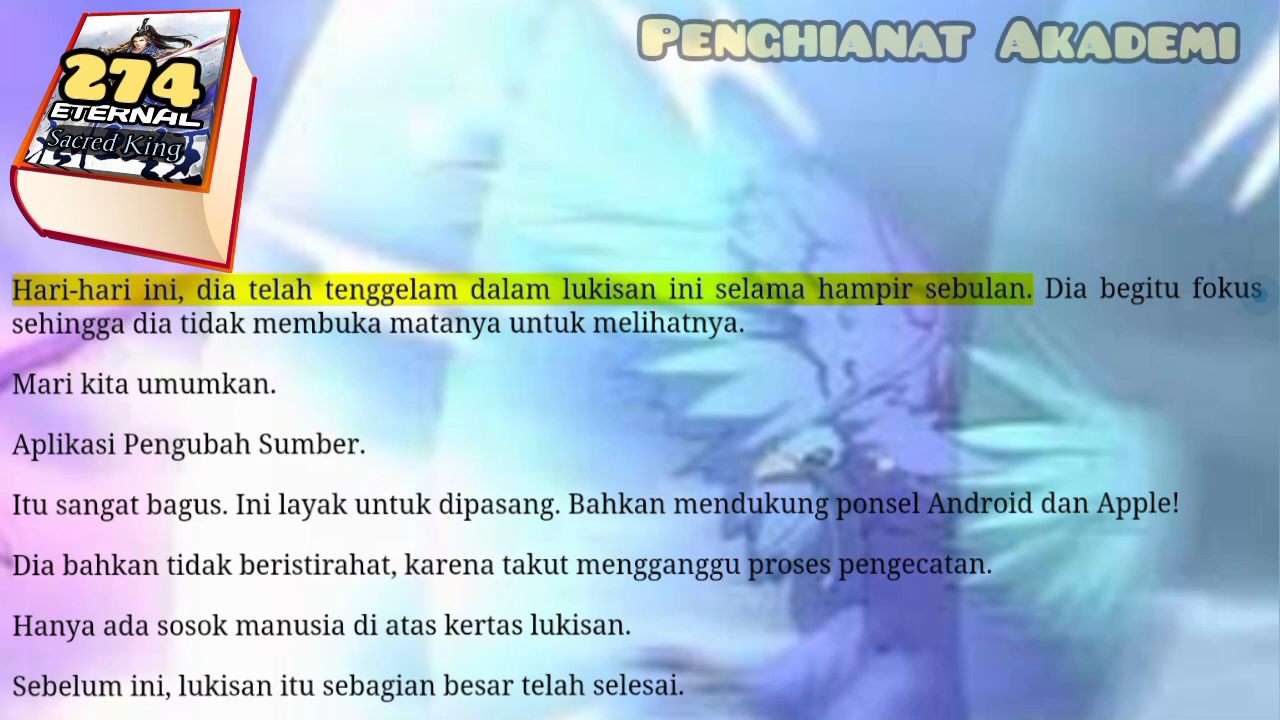 Penghianat Akademi
274
ETERNAL
Sacred King
Hari-hari ini, dia telah tenggelam dalam lukisan ini selama hampir sebulan. Dia begitu fokus
sehingga dia tidak membuka matanya untuk melihatnya.
Mari kita umumkan.
Aplikasi Pengubah Sumber.
Itu sangat bagus. Ini layak untuk dipasang. Bahkan mendukung ponsel Android dan Apple!
Dia bahkan tidak beristirahat, karena takut mengganggu proses pengecatan.
Hanya ada sosok manusia di atas kertas lukisan.
Sebelum ini, lukisan itu sebagian besar telah selesai.